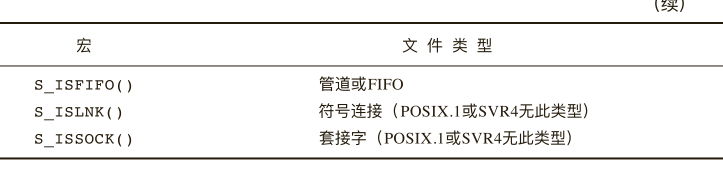 (续)
宏 文件类型
S_ISFIFO() 管道或FIFO
S_ISLNK() 符号连接（POSIX.1或SVR4无此类型）
S_ISSOCK() 套接字（POSIX.1或SVR4无此类型）